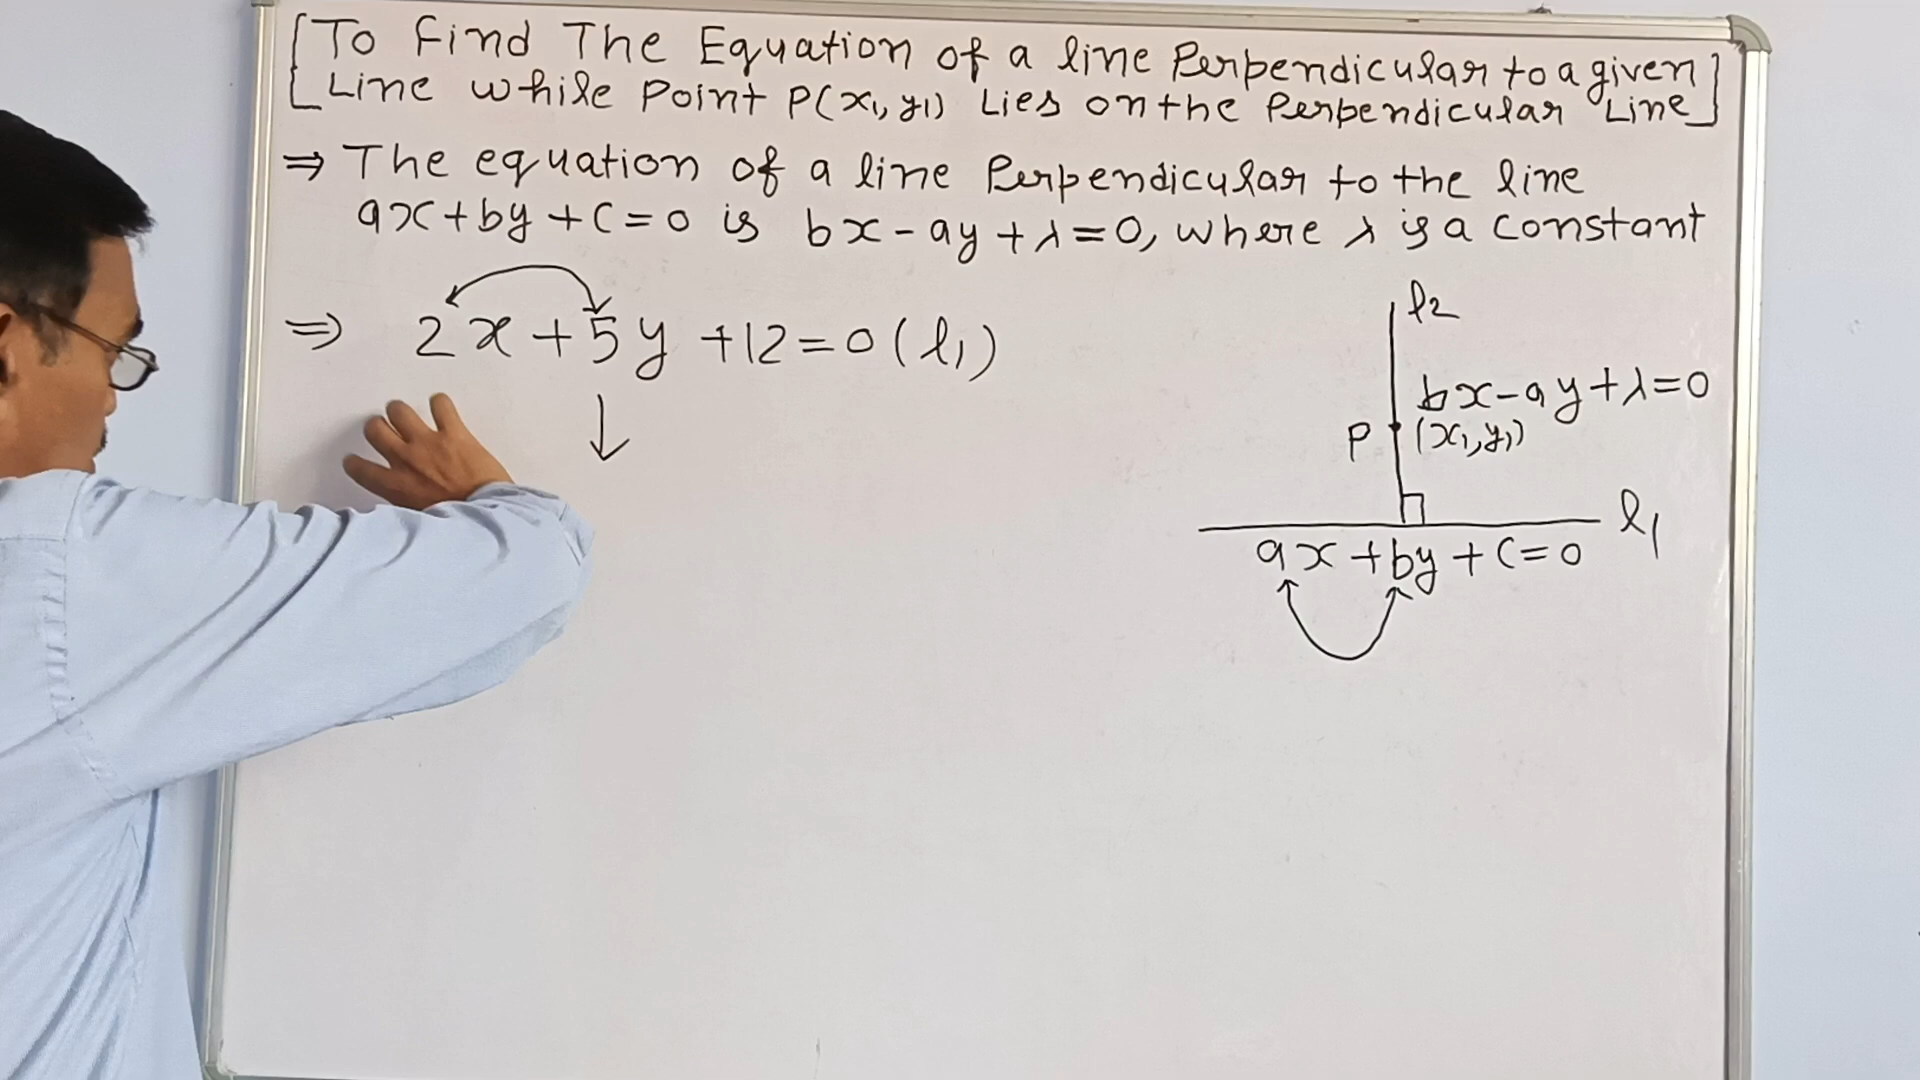 [To Find The Equation of a line Perpendicular to a given
Line while Point P(x₁, y₁) Lies on the Perpendicular Line]
⇒ The equation of a line Perpendicular to the line
ax+by+c=0 is bx-ay+λ=0, where λ is a constant
⇒ 2x+5y+12=0(l₁)
↓
l₂
bx-ay+λ=0
P (x₁,y₁)
l₁
ax+by+c=0